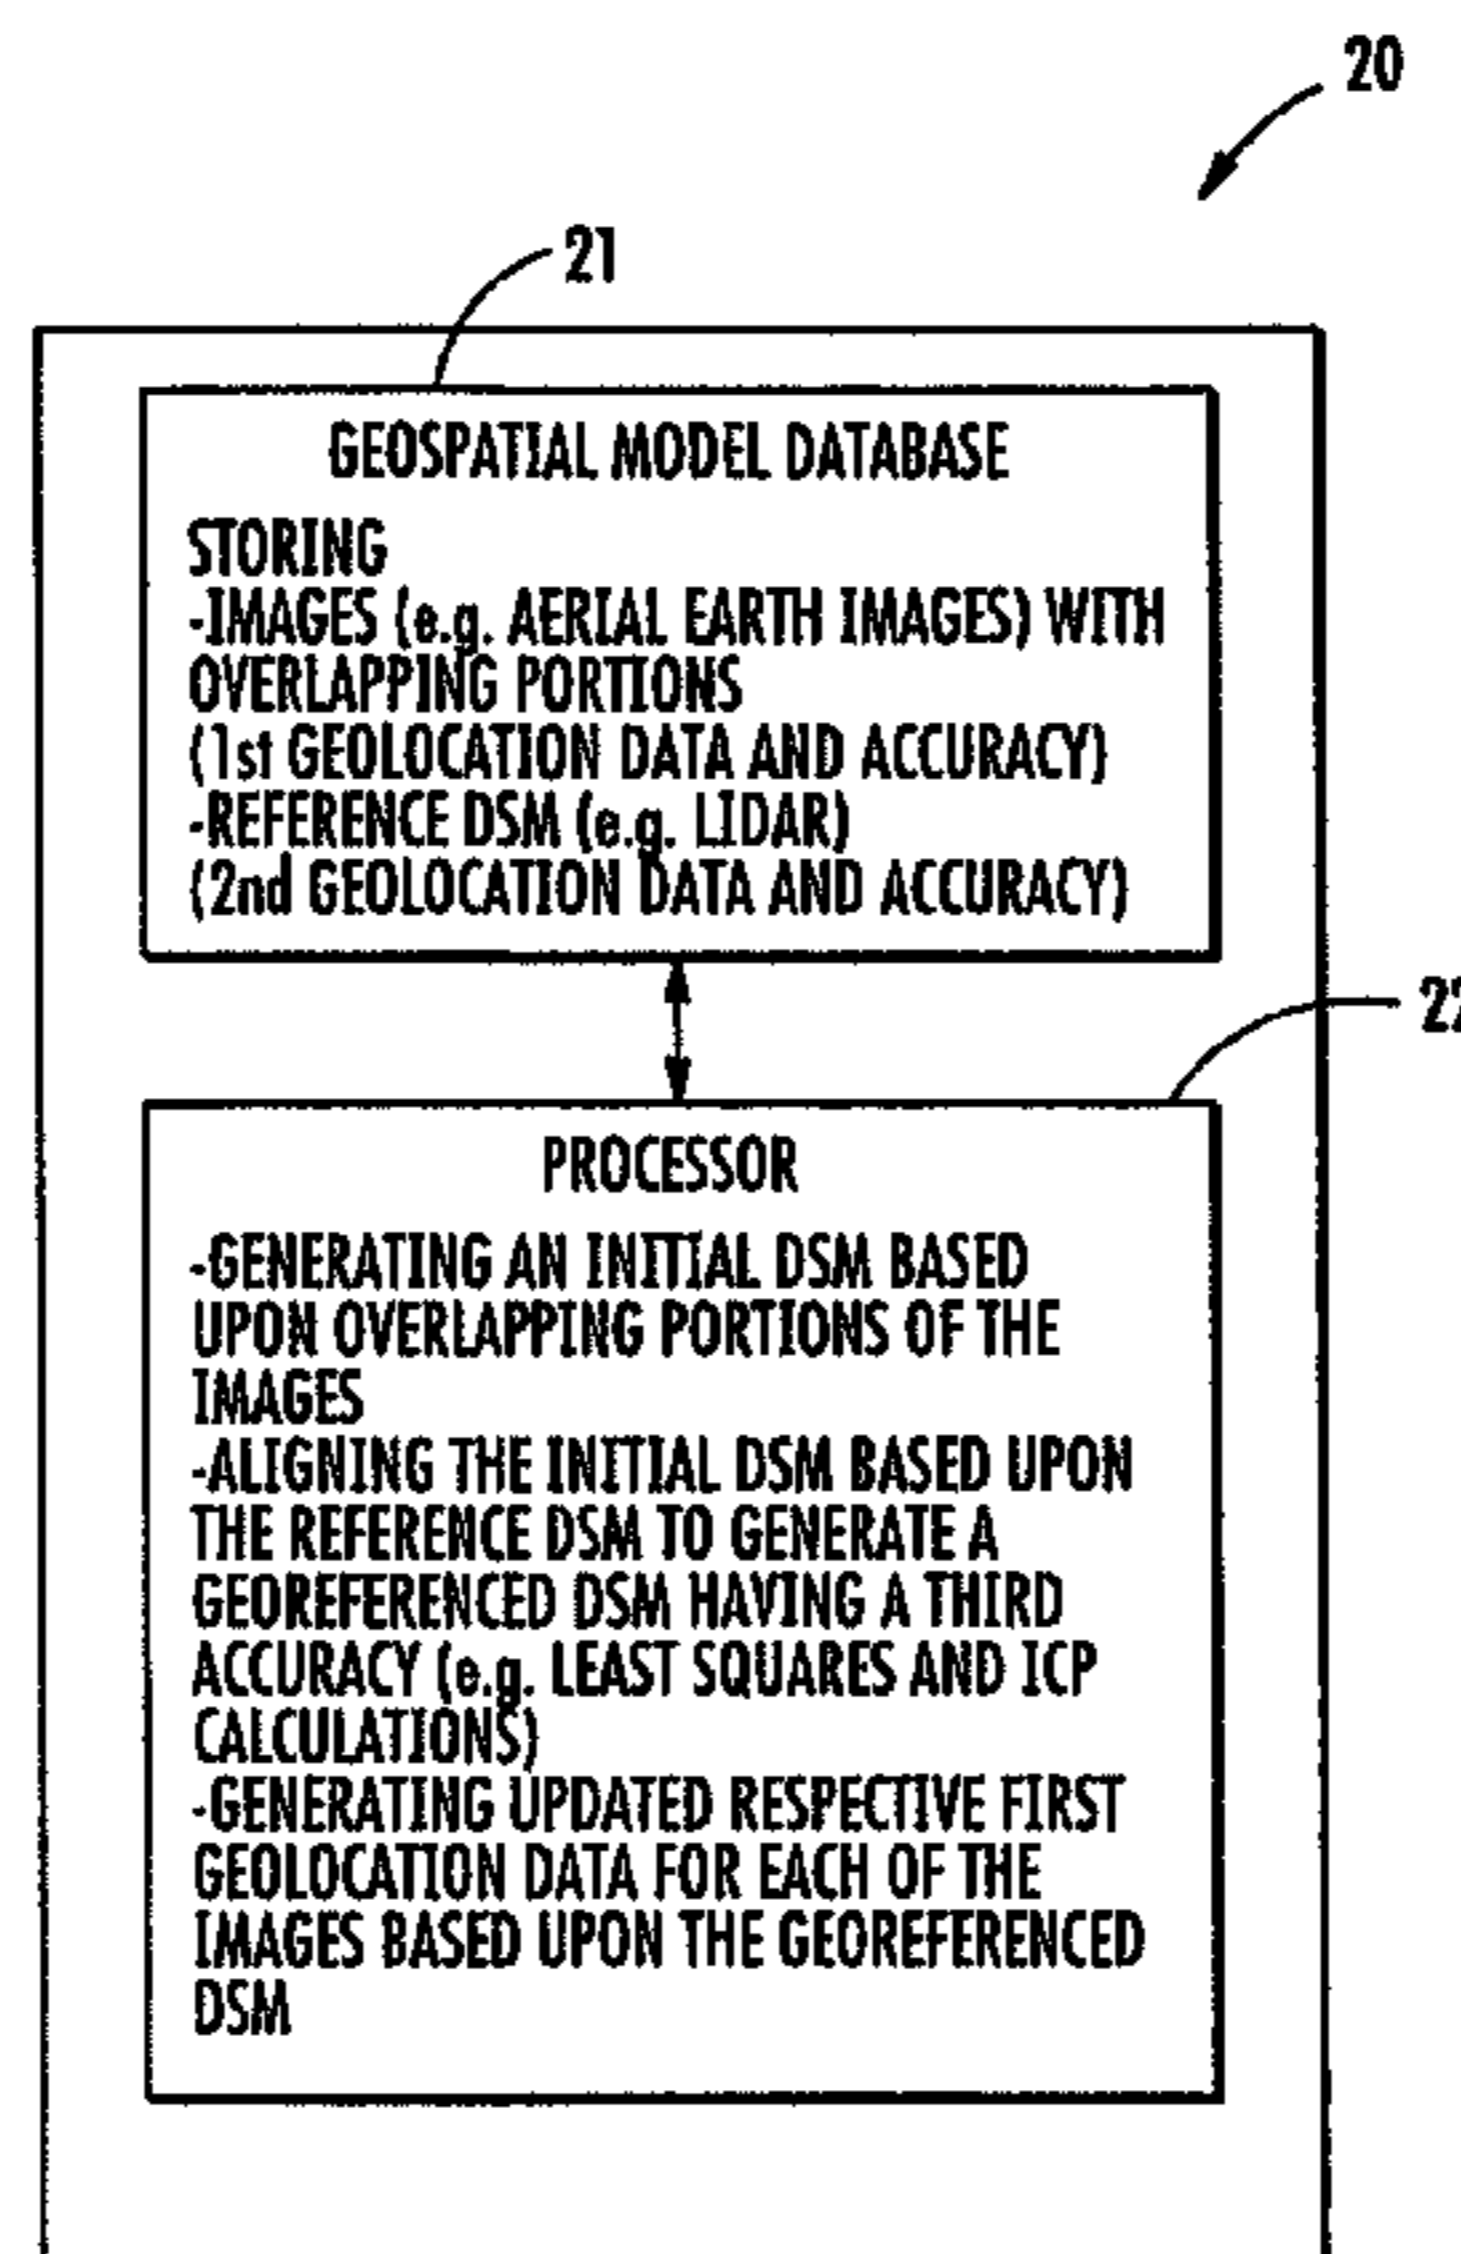 20
21
GEOSPATIAL MODEL DATABASE
STORING
-IMAGES (e.g. AERIAL EARTH IMAGES) WITH
OVERLAPPING PORTIONS
(1st GEOLOCATION DATA AND ACCURACY)
-REFERENCE DSM (e.g. LIDAR)
(2nd GEOLOCATION DATA AND ACCURACY)
22
PROCESSOR
-GENERATING AN INITIAL DSM BASED
UPON OVERLAPPING PORTIONS OF THE
IMAGES
-ALIGNING THE INITIAL DSM BASED UPON
THE REFERENCE DSM TO GENERATE A
GEOREFERENCED DSM HAVING A THIRD
ACCURACY (e.g. LEAST SQUARES AND ICP
CALCULATIONS)
-GENERATING UPDATED RESPECTIVE FIRST
GEOLOCATION DATA FOR EACH OF THE
IMAGES BASED UPON THE GEOREFERENCED
DSM